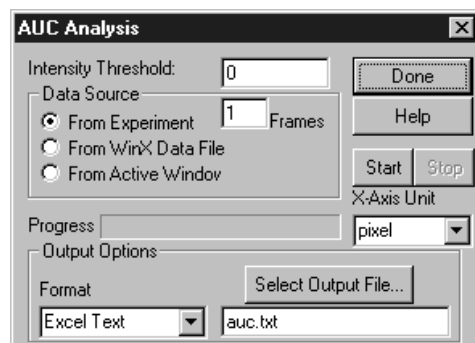 AUC Analysis
Intensity Threshold: 0
Done
Data Source
From Experiment 1 Frames
Help
From WinX Data File
From Active Windov
Start Stop
X-Axis Unit
Progress
pixel
Output Options
Format
Select Output File...
Excel Text
auc.txt